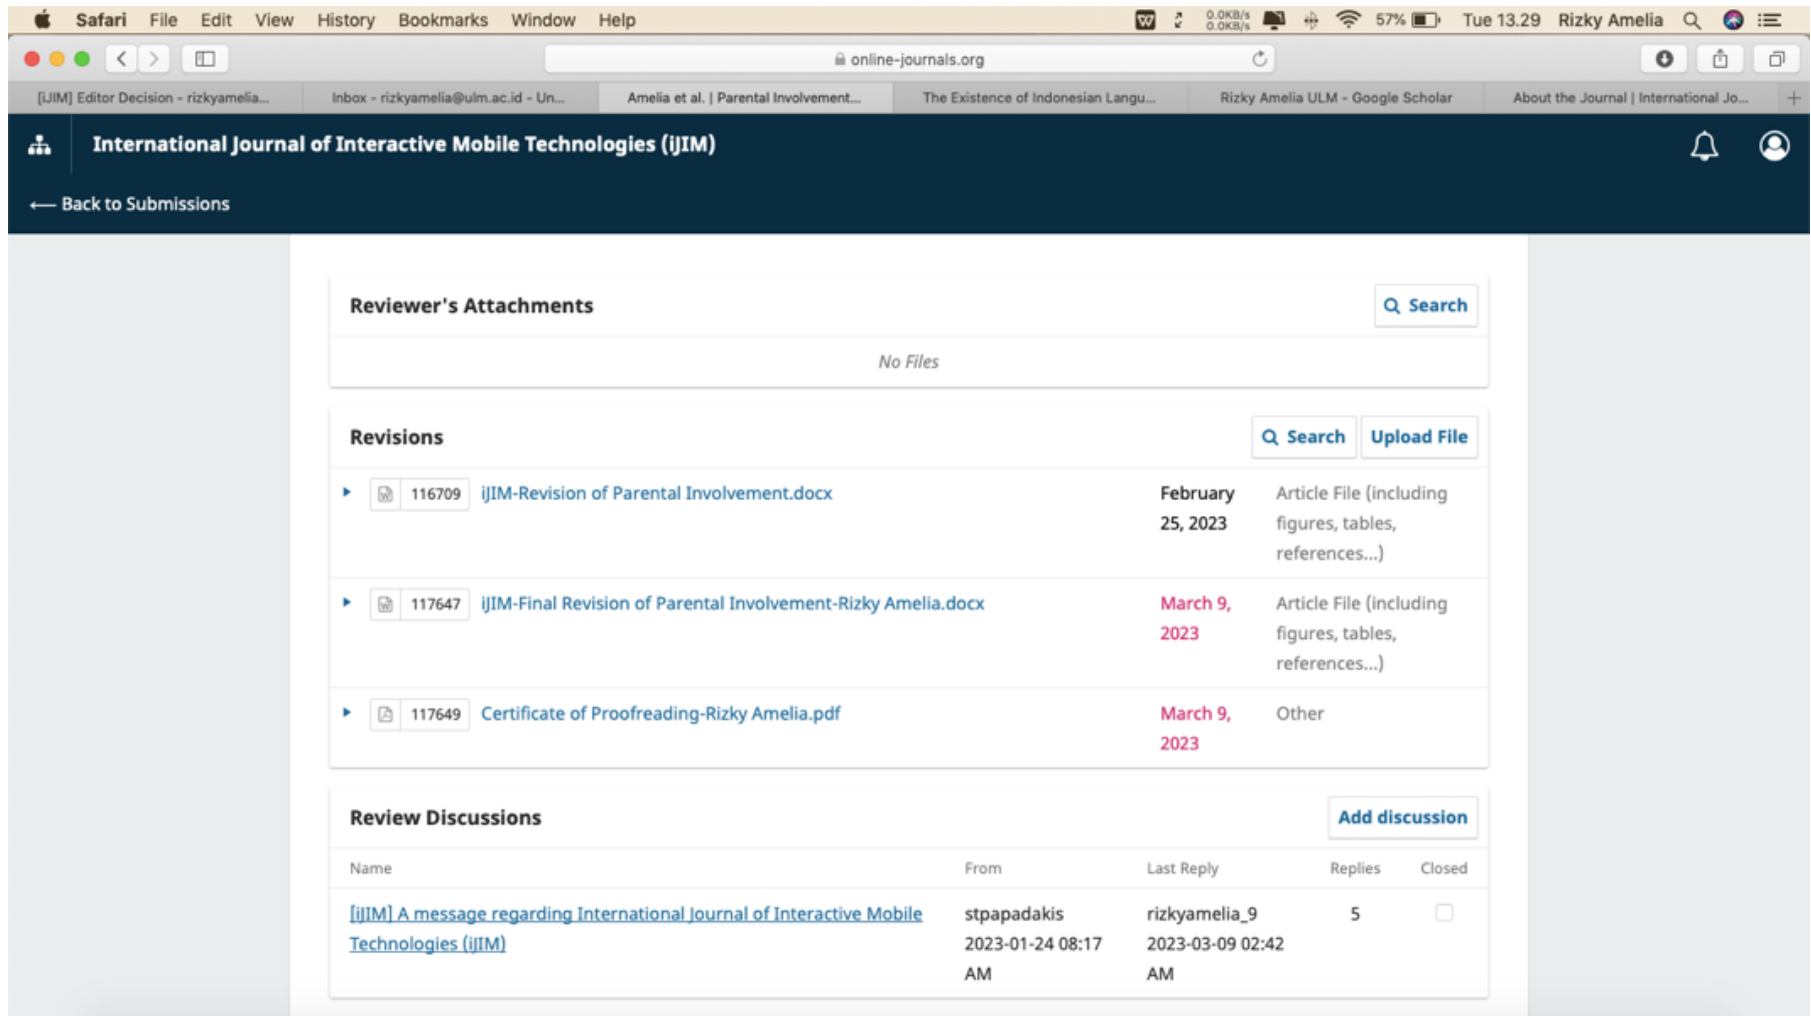 Safari File Edit View History Bookmarks Window Help 0.0KB/s 0.0KB/s 57% Tue 13.29 Rizky Amelia
online-journals.org
[iJIM] Editor Decision - rizkyamelia... Inbox - rizkyamelia@ulm.ac.id - Un... Amelia et al. | Parental Involvement... The Existence of Indonesian Langu... Rizky Amelia ULM - Google Scholar About the Journal | International Jo...
International Journal of Interactive Mobile Technologies (iJIM)
← Back to Submissions
Reviewer's Attachments Search
No Files
Revisions Search Upload File
116709 iJIM-Revision of Parental Involvement.docx February Article File (including
25, 2023 figures, tables,
references...)
117647 iJIM-Final Revision of Parental Involvement-Rizky Amelia.docx March 9, Article File (including
2023 figures, tables,
references...)
117649 Certificate of Proofreading-Rizky Amelia.pdf March 9, Other
2023
Review Discussions Add discussion
Name From Last Reply Replies Closed
[iJIM] A message regarding International Journal of Interactive Mobile stpapadakis rizkyamelia_9 5
Technologies (iJIM) 2023-01-24 08:17 2023-03-09 02:42
AM AM